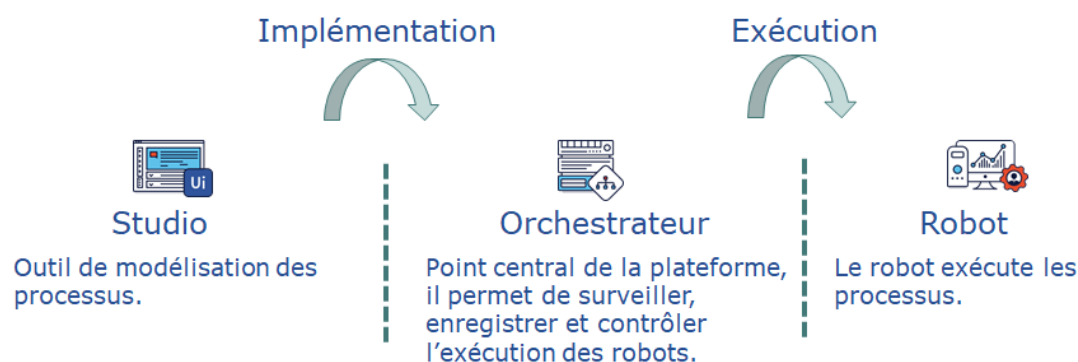 Implémentation
Exécution
Ui
Studio
Outil de modélisation des
processus.
Orchestrateur
Point central de la plateforme,
il permet de surveiller,
enregistrer et contrôler
l’exécution des robots.
Robot
Le robot exécute les
processus.